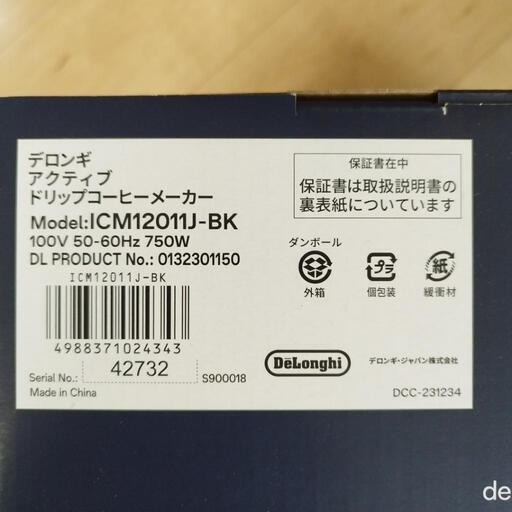 デロンギ
アクティブ
ドリップコーヒーメーカー
Model:ICM12011J-BK
100V 50-60Hz 750W
DL PRODUCT No.: 0132301150
ICM12011J-BK
4988371024343
Serial No.: 42732 S900018
Made in China
保証書在中
保証書は取扱説明書の
裏表紙についています
ダンボール
外箱
プラ
個包装
紙
緩衝材
DeLonghi
デロンギ・ジャパン株式会社
DCC-231234
de